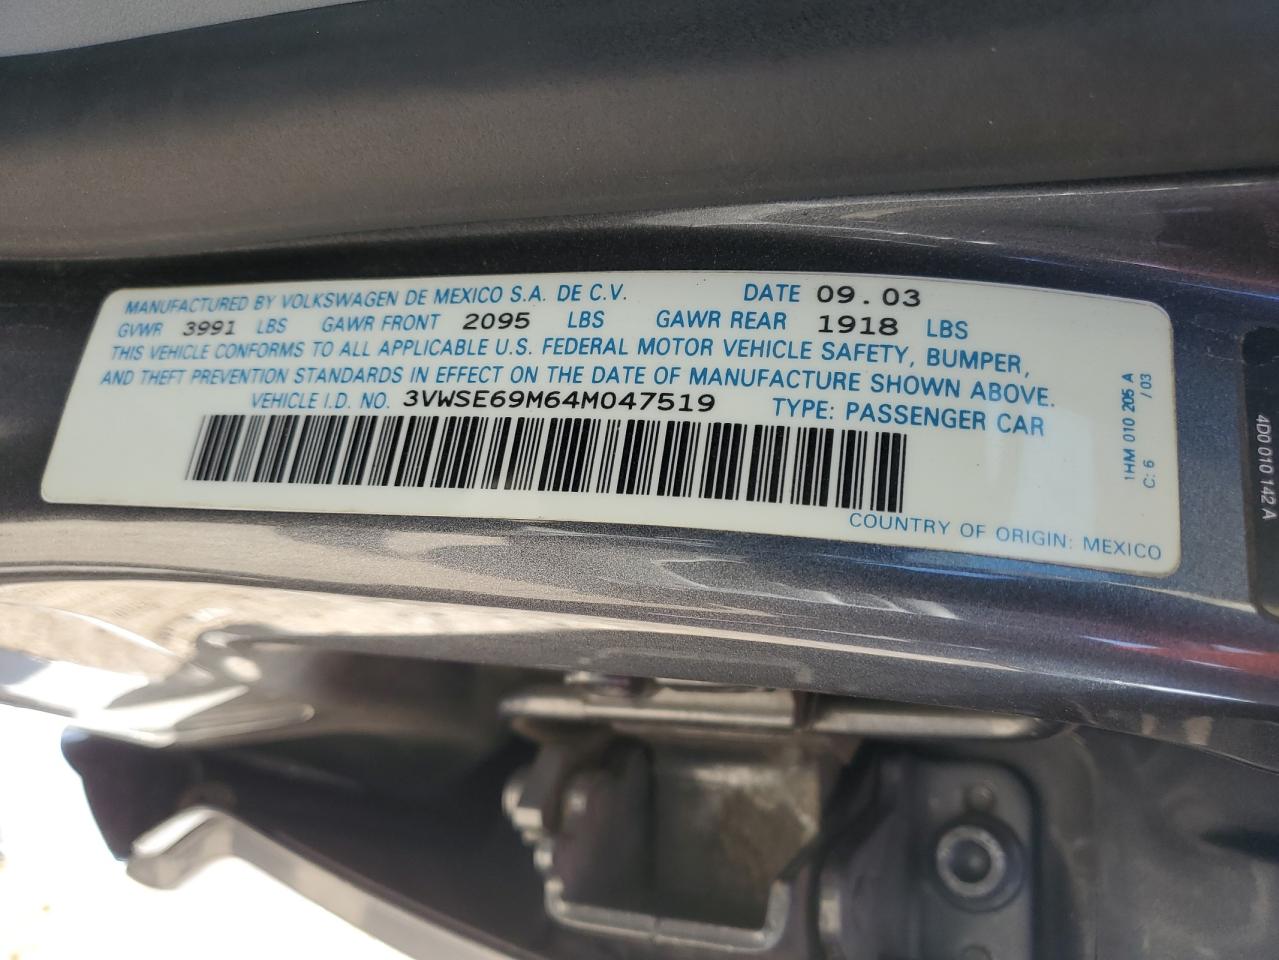 MANUFACTURED BY VOLKSWAGEN DE MEXICO S.A. DE C.V. DATE 09.03
GVWR 3991 LBS GAWR FRONT 2095 LBS GAWR REAR 1918 LBS
THIS VEHICLE CONFORMS TO ALL APPLICABLE U.S. FEDERAL MOTOR VEHICLE SAFETY, BUMPER,
AND THEFT PREVENTION STANDARDS IN EFFECT ON THE DATE OF MANUFACTURE SHOWN ABOVE.
VEHICLE I.D. NO. 3VWSE69M64M047519 TYPE: PASSENGER CAR
COUNTRY OF ORIGIN: MEXICO
1HM 010 205 A
C: 6 / 03
4D0 010 142 A